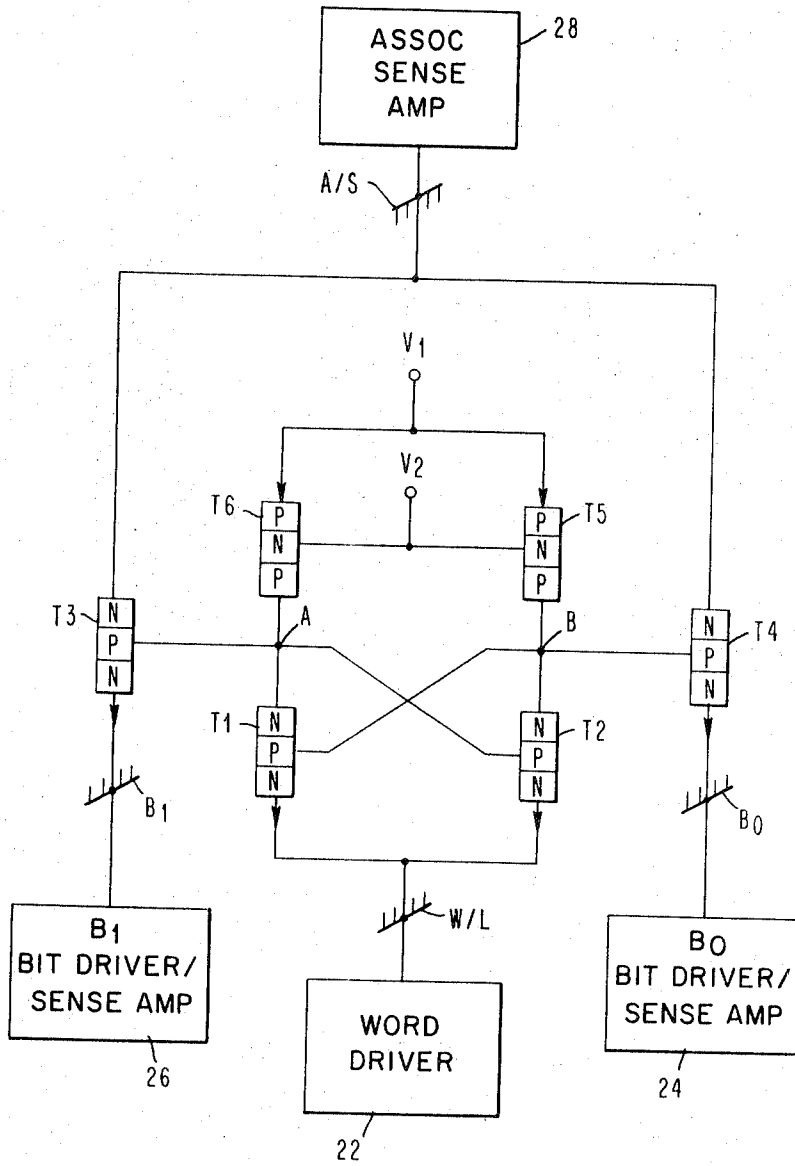 ASSOC
SENSE
AMP
28
A/S
V1
V2
T6
P
N
P
P
N
P
T5
T3
N
P
N
A
B
N
P
N
T4
T1
N
P
N
N
P
N
T2
B1
B0
W/L
B1
BIT DRIVER/
SENSE AMP
26
WORD
DRIVER
22
B0
BIT DRIVER/
SENSE AMP
24